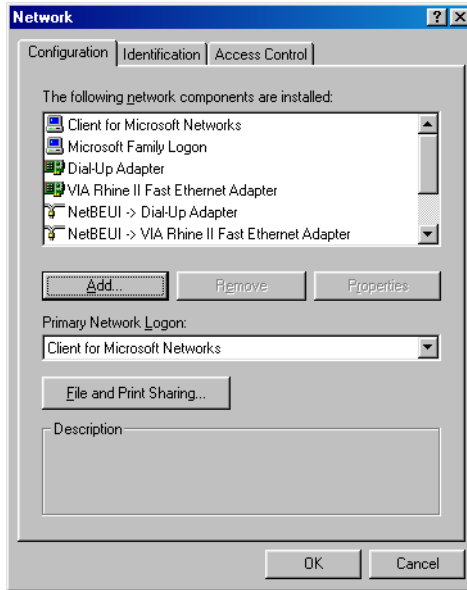 Network
Configuration Identification Access Control
The following network components are installed:
Client for Microsoft Networks
Microsoft Family Logon
Dial-Up Adapter
VIA Rhine II Fast Ethernet Adapter
NetBEUI -> Dial-Up Adapter
NetBEUI -> VIA Rhine II Fast Ethernet Adapter
Add... Remove Properties
Primary Network Logon:
Client for Microsoft Networks
File and Print Sharing...
Description
OK Cancel